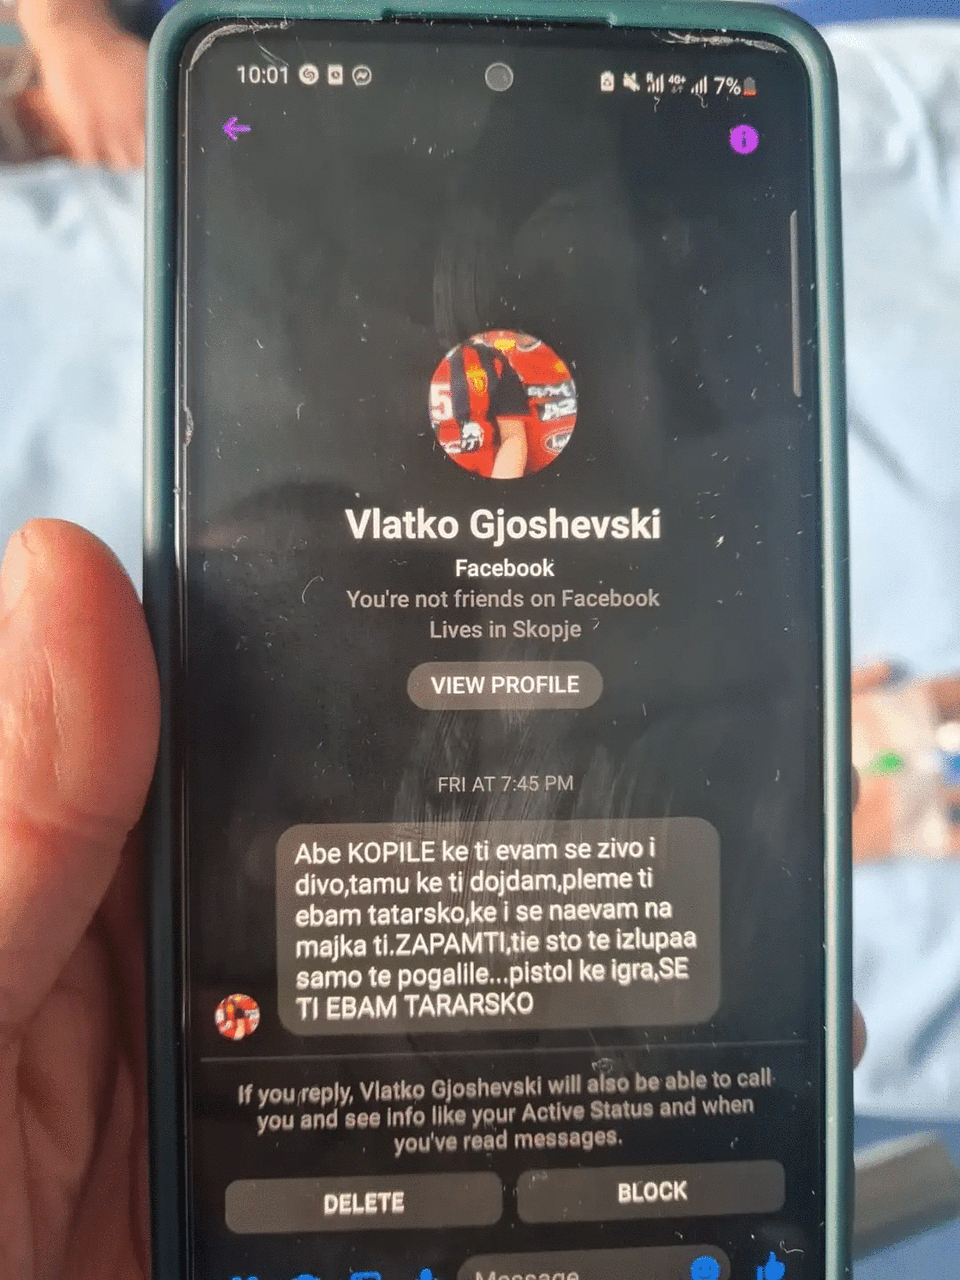 10:01
4G+
7%
Vlatko Gjoshevski
Facebook
You're not friends on Facebook
Lives in Skopje
VIEW PROFILE
FRI AT 7:45 PM
Abe KOPILE ke ti evam se zivo i
divo,tamu ke ti dojdam,pleme ti
ebam tatarsko,ke i se naevam na
majka ti.ZAPAMTI,tie sto te izlupaa
samo te pogalile...pistol ke igra,SE
TI EBAM TARARSKO
If you reply, Vlatko Gjoshevski will also be able to call
you and see info like your Active Status and when
you've read messages.
DELETE
BLOCK
Message